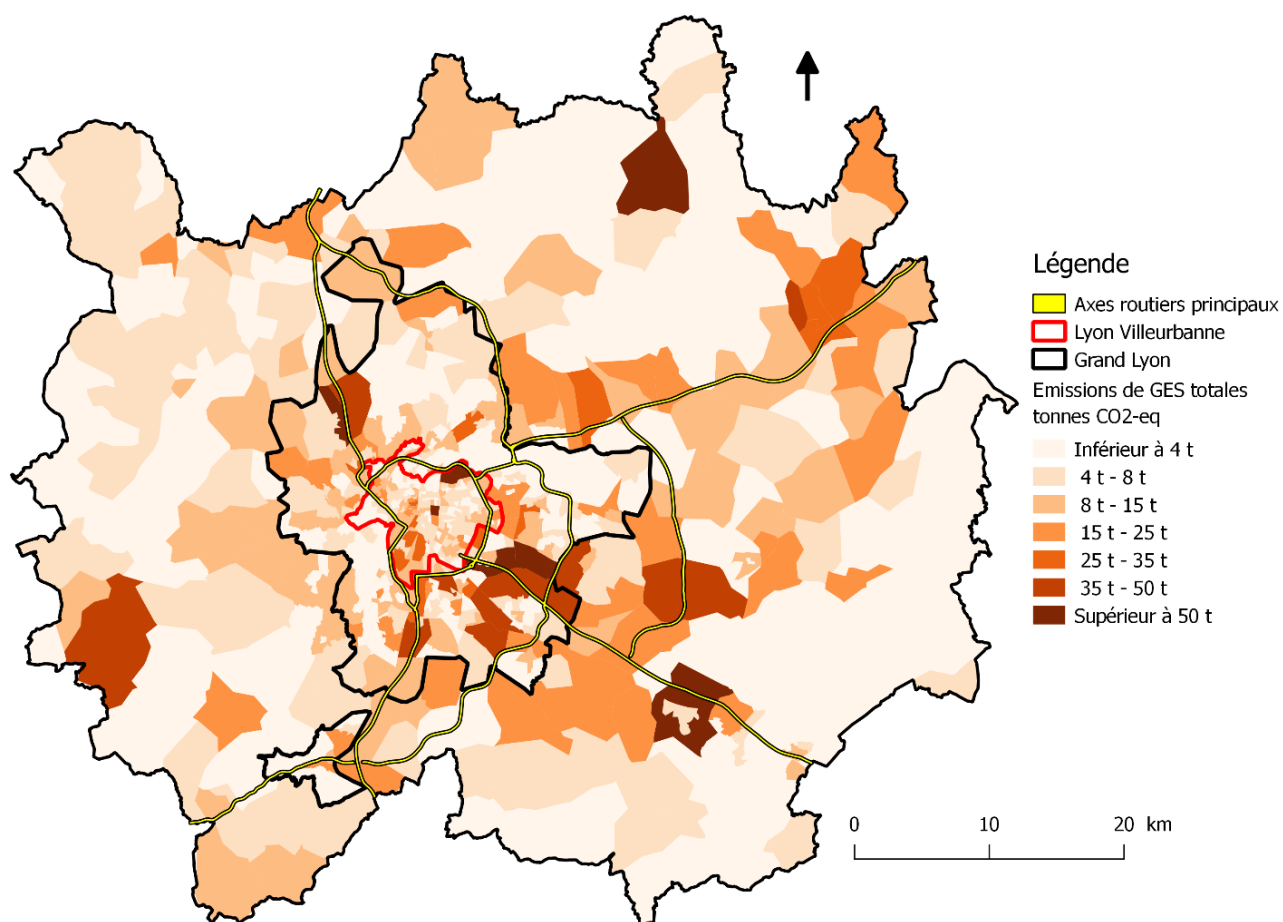 Légende
Axes routiers principaux
Lyon Villeurbanne
Grand Lyon
Emissions de GES totales
tonnes CO2-eq
Inférieur à 4 t
4 t - 8 t
8 t - 15 t
15 t - 25 t
25 t - 35 t
35 t - 50 t
Supérieur à 50 t
0 10 20 km